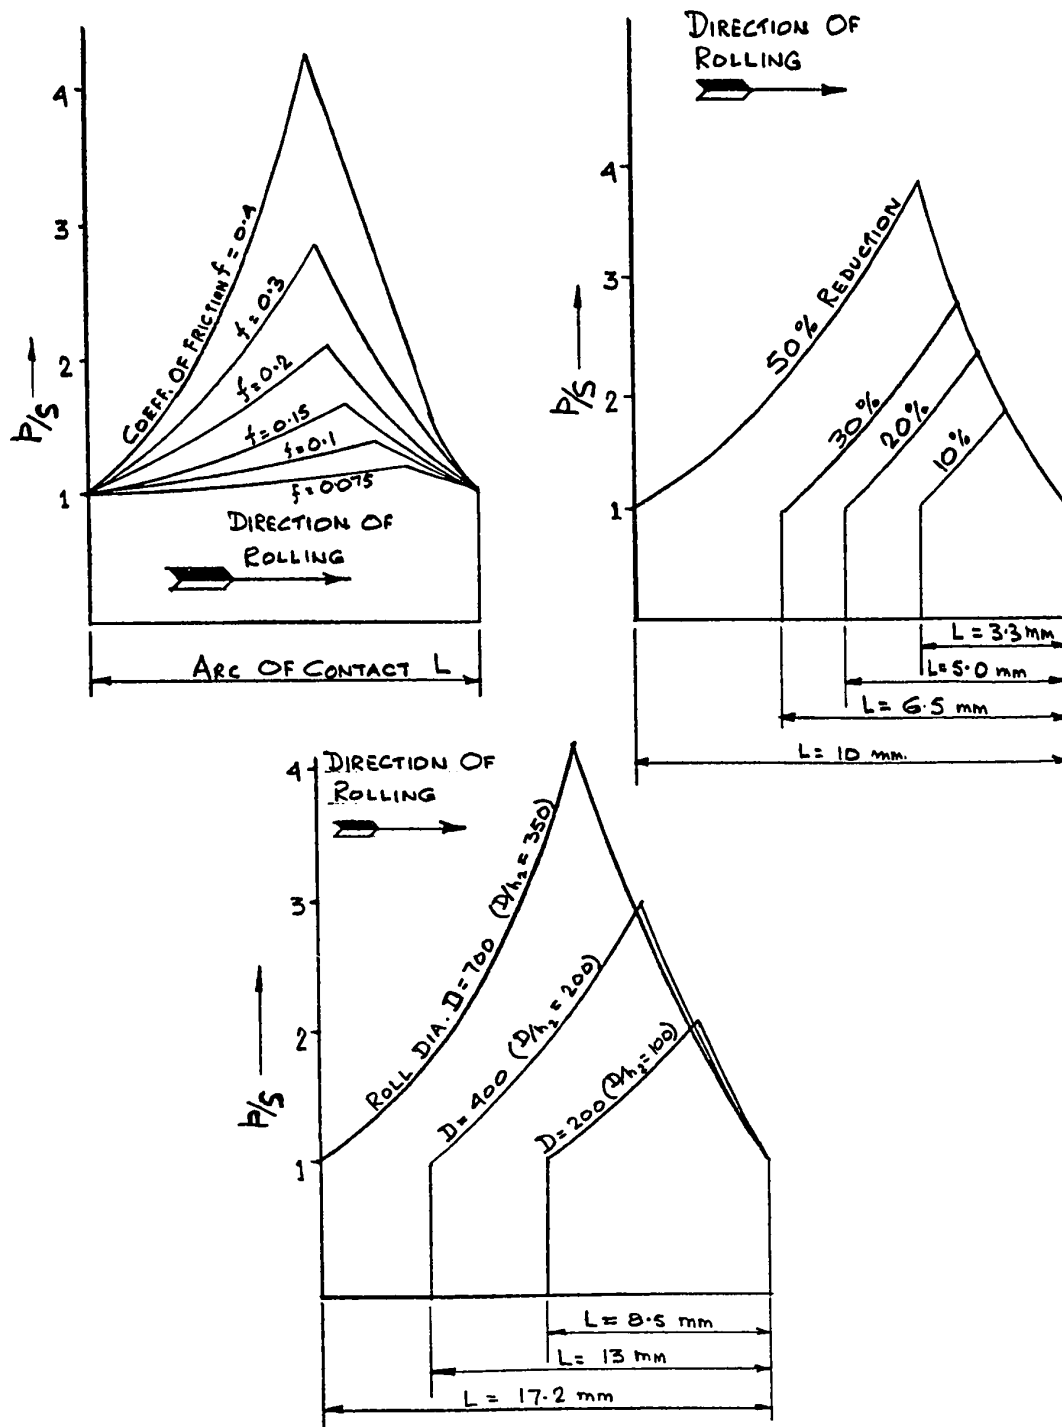 4
3
2
1
p/s
COEFF. OF FRICTION f = 0.4
f = 0.3
f = 0.2
f = 0.15
f = 0.1
f = 0.075
DIRECTION OF
ROLLING
ARC OF CONTACT L
DIRECTION OF
ROLLING
4
3
2
1
p/s
50% REDUCTION
30%
20%
10%
L = 3.3 mm
L = 5.0 mm
L = 6.5 mm
L = 10 mm.
DIRECTION OF
ROLLING
4
3
2
1
p/s
ROLL DIA. D = 700 (D/h₂ = 350)
D = 400 (D/h₂ = 200)
D = 200 (D/h₂ = 100)
L = 8.5 mm
L = 13 mm
L = 17.2 mm